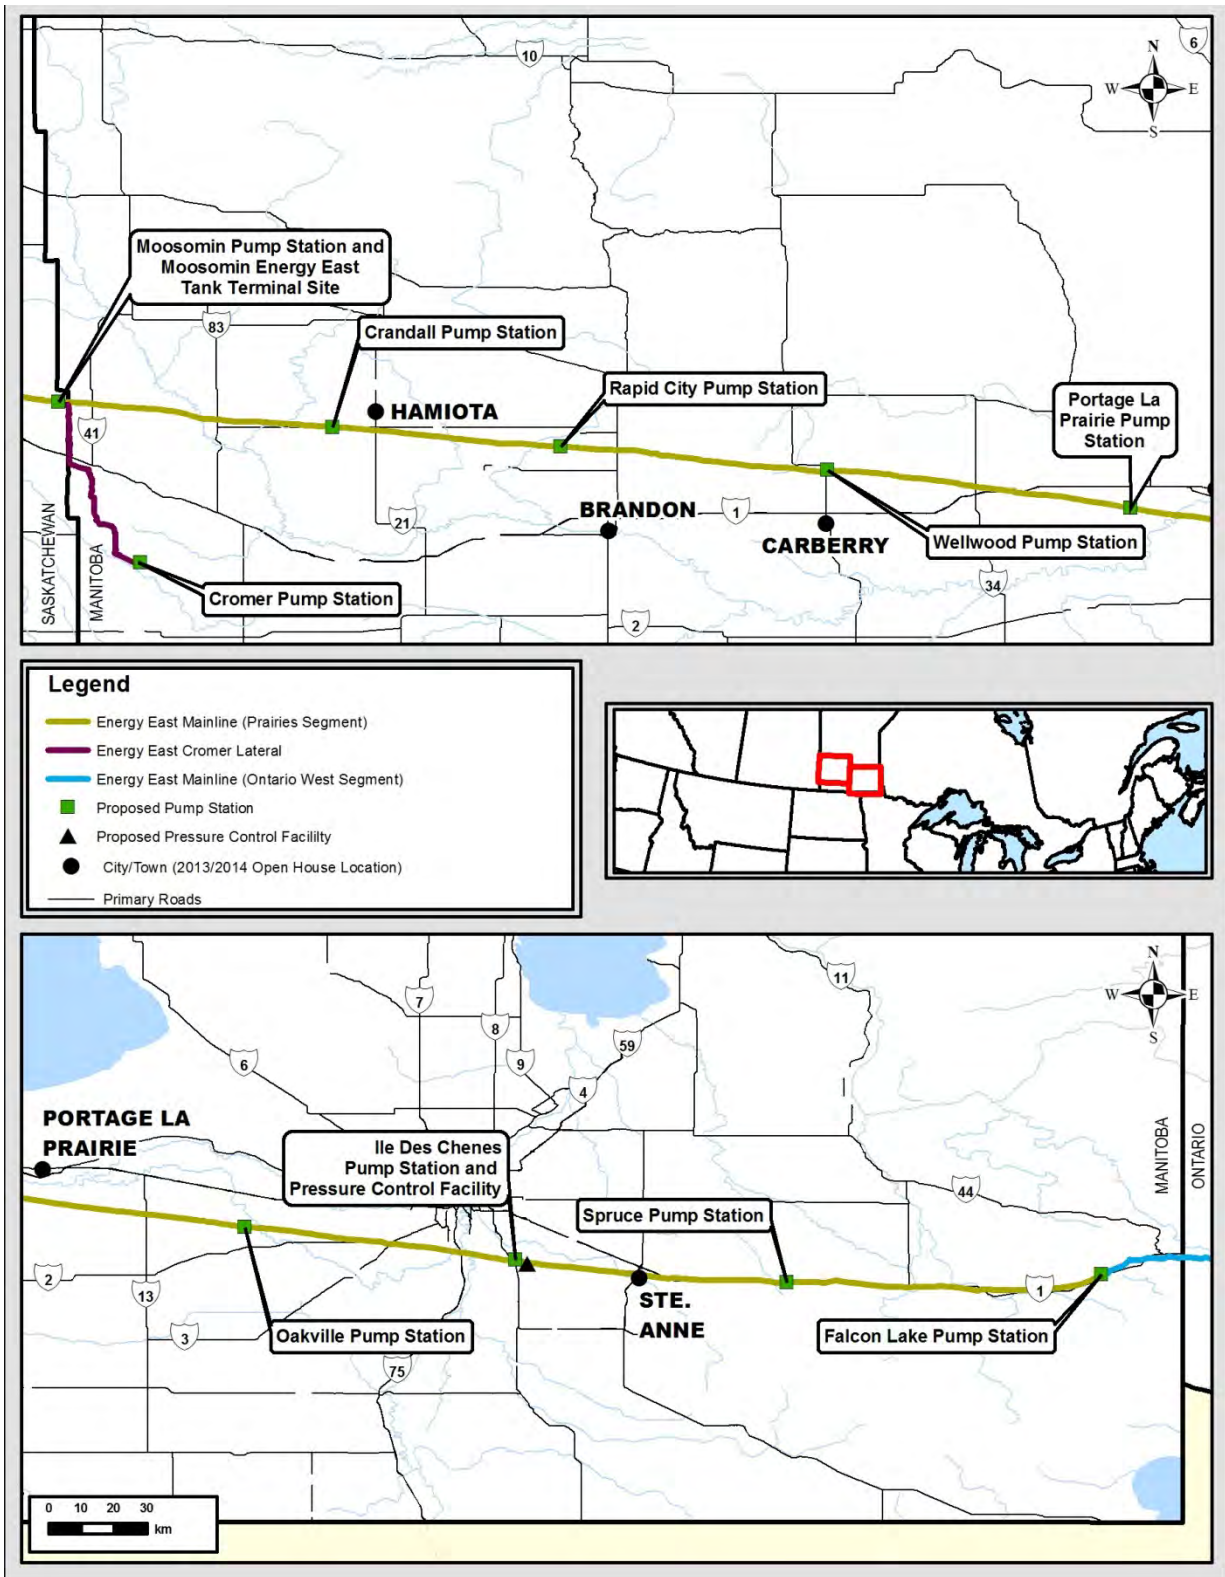 10
6
N
W E
S
Moosomin Pump Station and
Moosomin Energy East
Tank Terminal Site
83
Crandall Pump Station
Rapid City Pump Station
Portage La
Prairie Pump
Station
HAMIOTA
41
BRANDON
1
21
CARBERRY
Wellwood Pump Station
SASKATCHEWAN
MANITOBA
Cromer Pump Station
34
2
Legend
Energy East Mainline (Prairies Segment)
Energy East Cromer Lateral
Energy East Mainline (Ontario West Segment)
Proposed Pump Station
Proposed Pressure Control Facililty
City/Town (2013/2014 Open House Location)
Primary Roads
N
W E
S
11
7
8
59
6
9
4
PORTAGE LA
PRAIRIE
Ile Des Chenes
Pump Station and
Pressure Control Facility
MANITOBA
ONTARIO
44
Spruce Pump Station
2
13
1
STE.
ANNE
3
Oakville Pump Station
Falcon Lake Pump Station
75
0 10 20 30
km